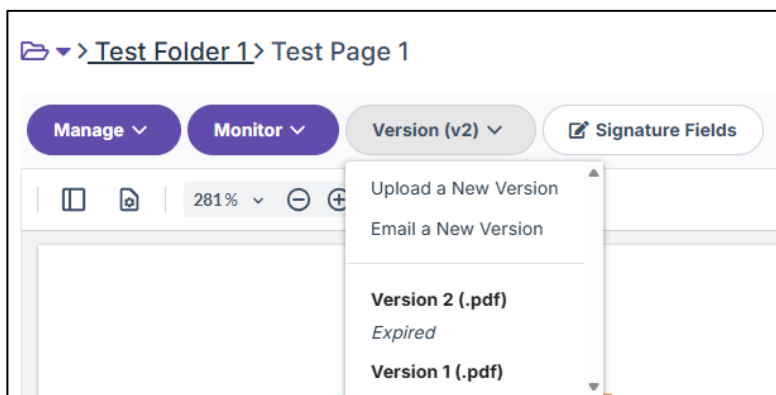 > Test Folder 1 > Test Page 1
Manage Monitor Version (v2) Signature Fields
281%
Upload a New Version
Email a New Version
Version 2 (.pdf)
Expired
Version 1 (.pdf)